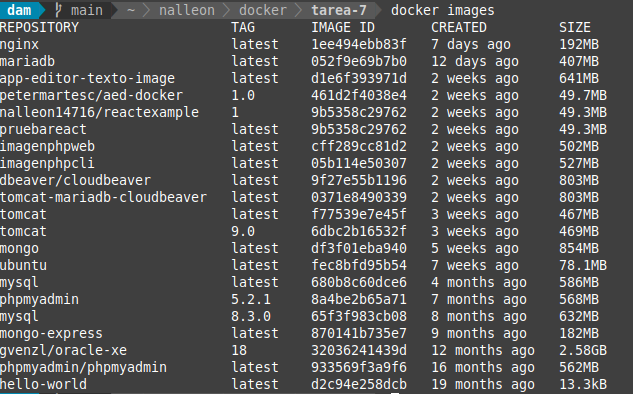 dam main ~ nalleon docker tarea-7 docker images
REPOSITORY TAG IMAGE ID CREATED SIZE
nginx latest 1ee494ebb83f 7 days ago 192MB
mariadb latest 052f9e69b7b0 12 days ago 407MB
app-editor-texto-image latest d1e6f393971d 2 weeks ago 641MB
petermartesc/aed-docker 1.0 461d2f4038e4 2 weeks ago 49.7MB
nalleon14716/reactexample 1 9b5358c29762 2 weeks ago 49.3MB
pruebareact latest 9b5358c29762 2 weeks ago 49.3MB
imagenphpweb latest cff289cc81d2 2 weeks ago 502MB
imagenphpcli latest 05b114e50307 2 weeks ago 527MB
dbeaver/cloudbeaver latest 9f27e55b1196 2 weeks ago 803MB
tomcat-mariadb-cloudbeaver latest 0371e8490339 2 weeks ago 803MB
tomcat latest f77539e7e45f 3 weeks ago 467MB
tomcat 9.0 6dbc2b16532f 3 weeks ago 469MB
mongo latest df3f01eba940 5 weeks ago 854MB
ubuntu latest fec8bfd95b54 7 weeks ago 78.1MB
mysql latest 680b8c60dce6 4 months ago 586MB
phpmyadmin 5.2.1 8a4be2b65a71 7 months ago 568MB
mysql 8.3.0 65f3f983cb08 8 months ago 632MB
mongo-express latest 870141b735e7 9 months ago 182MB
gvenzl/oracle-xe 18 32036241439d 12 months ago 2.58GB
phpmyadmin/phpmyadmin latest 933569f3a9f6 16 months ago 562MB
hello-world latest d2c94e258dcb 19 months ago 13.3kB